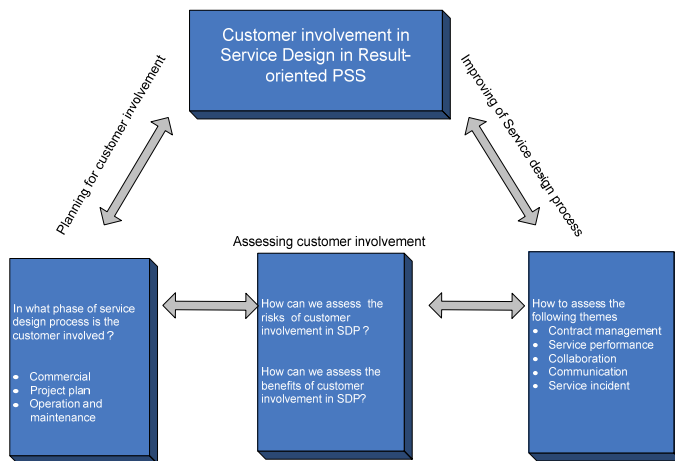 Customer involvement in
Service Design in Result-
oriented PSS
Planning for customer involvement
Improving of Service design process
Assessing customer involvement
In what phase of service
design process is the
customer involved ?
• Commercial
• Project plan
• Operation and
maintenance
How can we assess the
risks of customer
involvement in SDP ?
How can we assess the
benefits of customer
involvement in SDP?
How to assess the
following themes
• Contract management
• Service performance
• Collaboration
• Communication
• Service incident